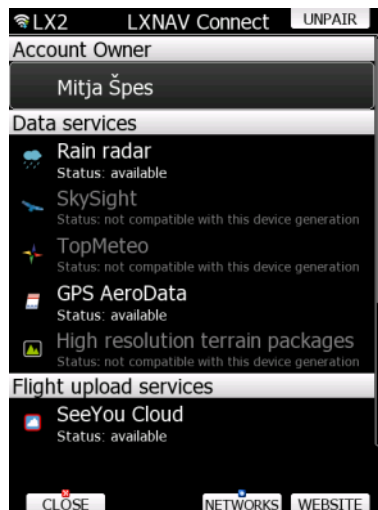 LX2 LXNAV Connect UNPAIR
Account Owner
Mitja Špes
Data services
Rain radar
Status: available
SkySight
Status: not compatible with this device generation
TopMeteo
Status: not compatible with this device generation
GPS AeroData
Status: available
High resolution terrain packages
Status: not compatible with this device generation
Flight upload services
SeeYou Cloud
Status: available
CLOSE NETWORKS WEBSITE